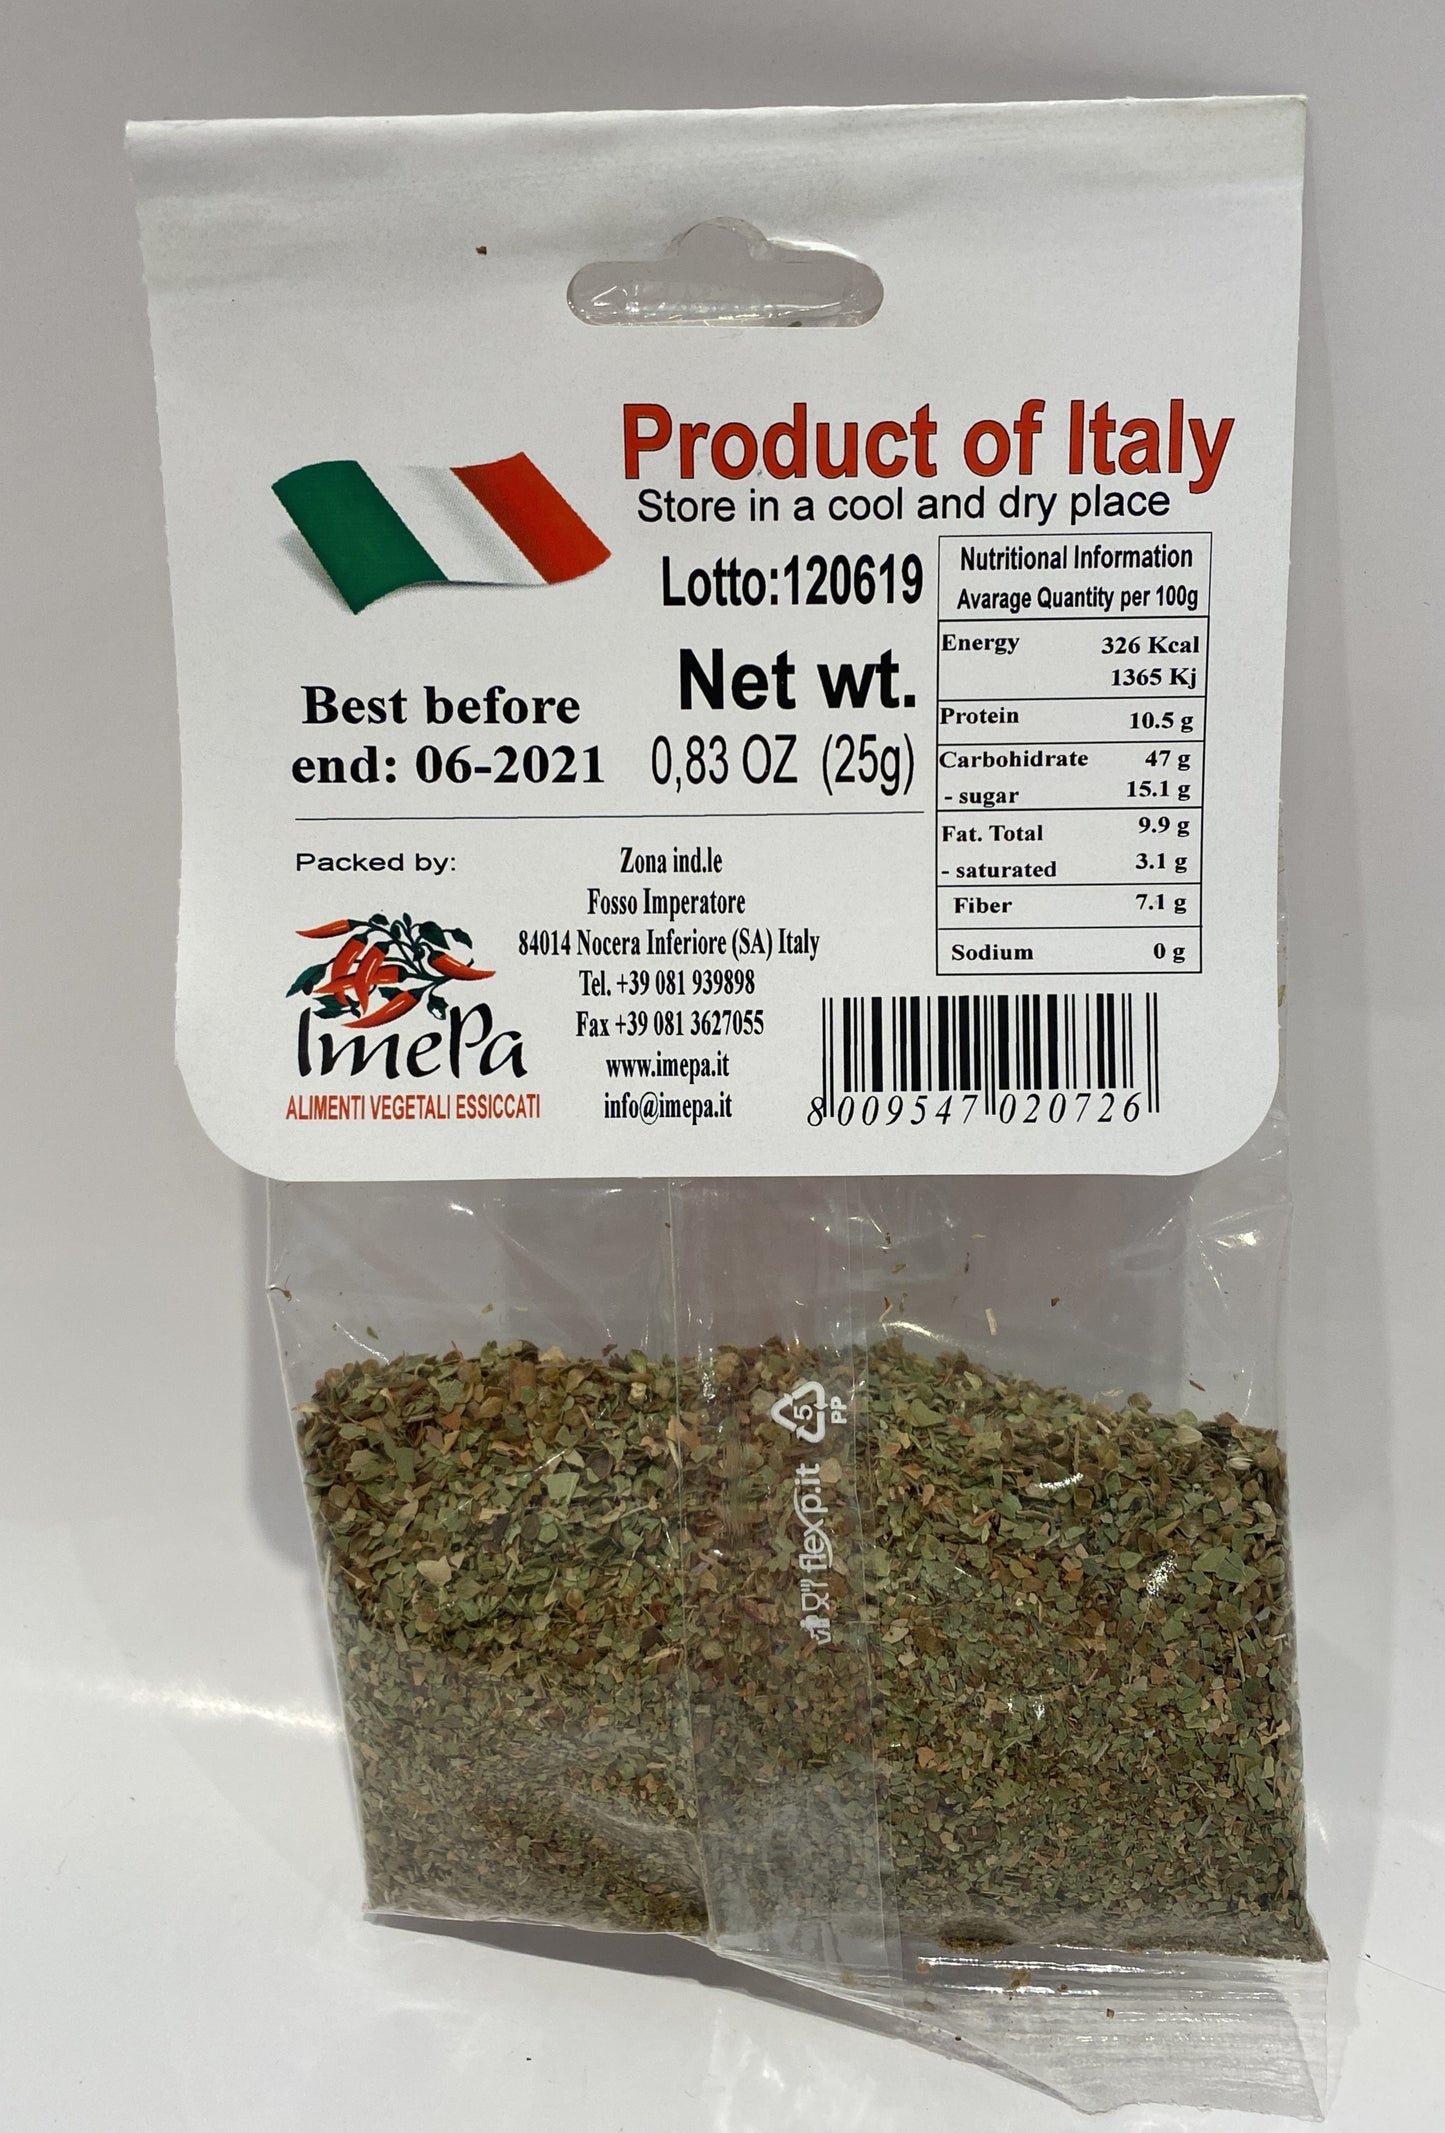 Product of Italy
Store in a cool and dry place
Lotto:120619
Net wt.
0,83 OZ (25g)
Best before
end: 06-2021
Nutritional Information
Avarage Quantity per 100g
Energy 326 Kcal
1365 Kj
Protein 10.5 g
Carbohidrate 47 g
- sugar 15.1 g
Fat. Total 9.9 g
- saturated 3.1 g
Fiber 7.1 g
Sodium 0 g
Packed by:
ImePa
ALIMENTI VEGETALI ESSICCATI
Zona ind.le
Fosso Imperatore
84014 Nocera Inferiore (SA) Italy
Tel. +39 081 939898
Fax +39 081 3627055
www.imepa.it
info@imepa.it
8 009547 020726
5
PP
flexp.it